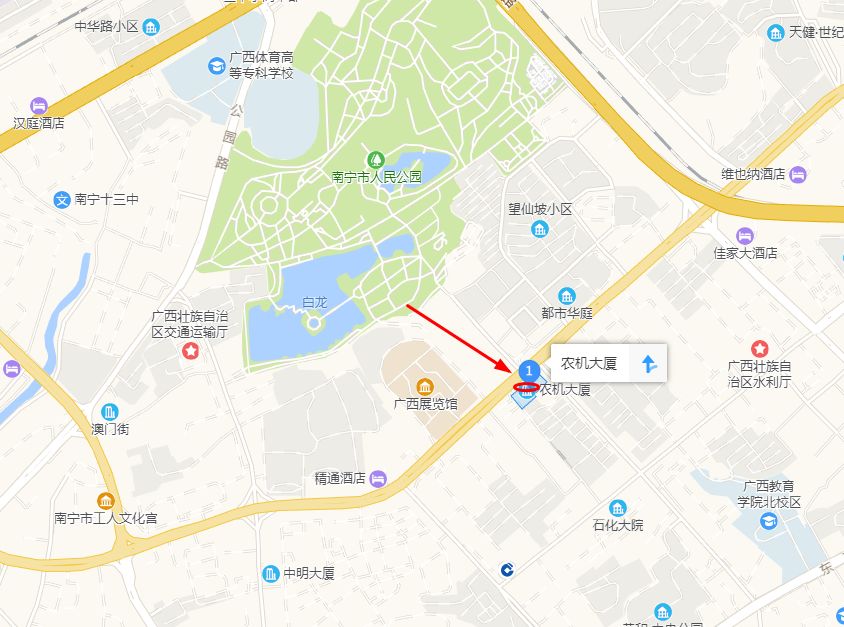 中华路小区
天健·世纪
广西体育高
等专科学校
汉庭酒店
公园路
南宁市人民公园
维也纳酒店
南宁十三中
望仙坡小区
佳家大酒店
白龙
广西壮族自治
区交通运输厅
都市华庭
1
农机大厦
农机大厦
广西壮族自
治区水利厅
广西展览馆
澳门街
精通酒店
广西教育
学院北校区
南宁市工人文化宫
石化大院
中明大厦
东